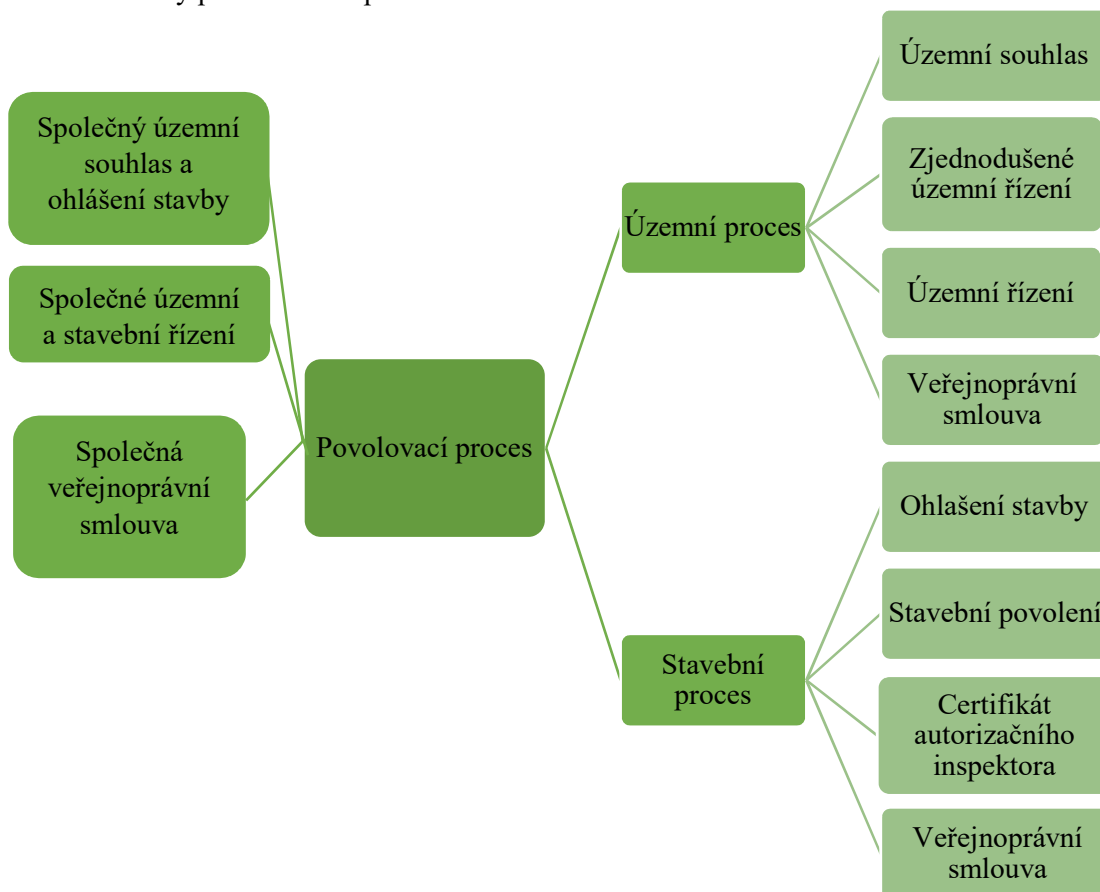 Společný územní
souhlas a
ohlášení stavby
Společné územní
a stavební řízení
Společná
veřejnoprávní
smlouva
Povolovací proces
Územní proces
Stavební
proces
Územní souhlas
Zjednodušené
územní řízení
Územní řízení
Veřejnoprávní
smlouva
Ohlašení stavby
Stavební povolení
Certifikát
autorizačního
inspektora
Veřejnoprávní
smlouva